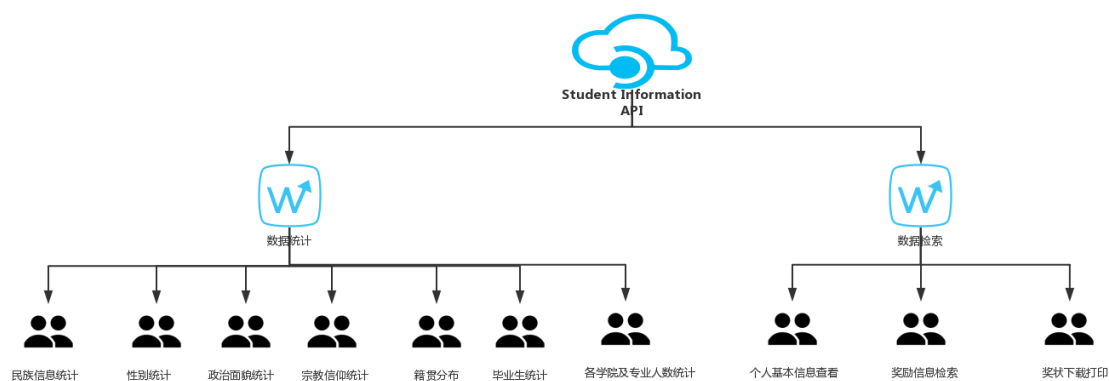 Student Information
API
数据统计
数据检索
民族信息统计
性别统计
政治面貌统计
宗教信仰统计
籍贯分布
毕业生统计
各学院及专业人数统计
个人基本信息查看
奖励信息检索
奖状下载打印